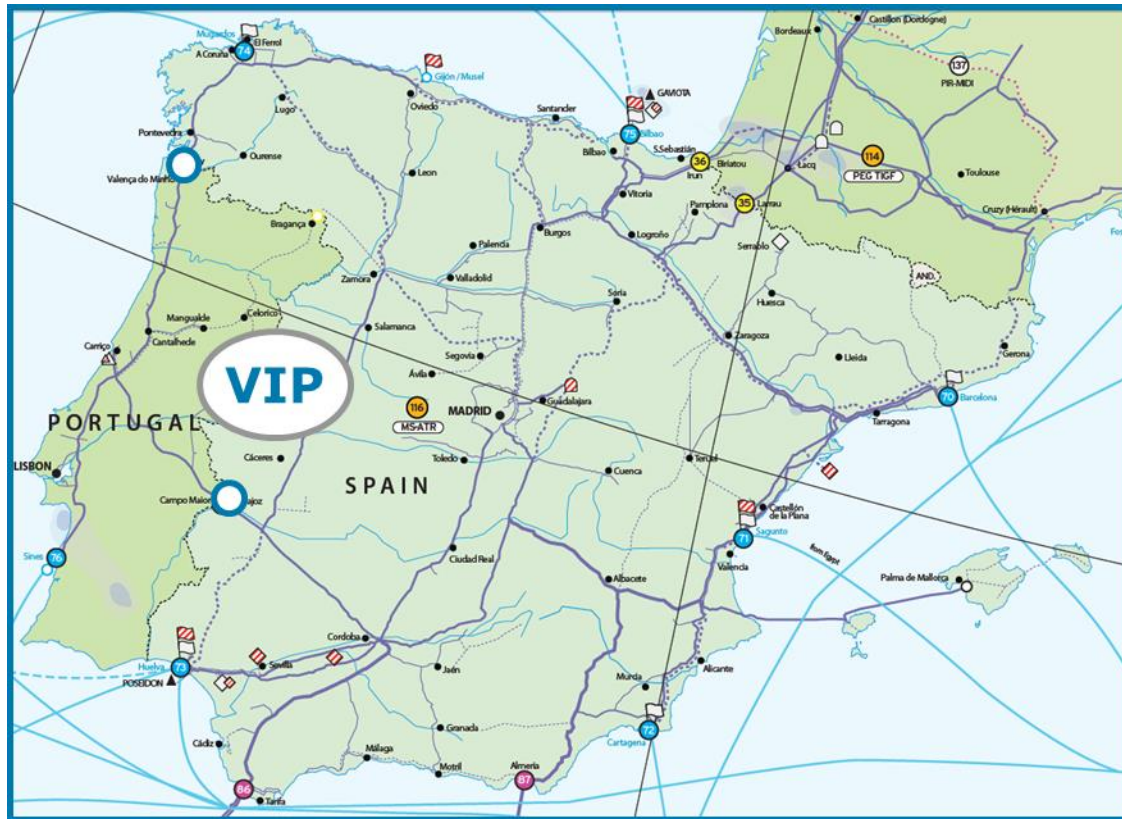 Castillon (Dordogne)
Bordeaux
Mugardos
El Ferrol
74
A Coruña
Gijón / Musel
137
PIR-MIDI
GAVIOTA
Lugo
Oviedo
Santander
75
Bilbao
Pontevedra
Ourense
Bilbao
S.Sebastián
36
Biriatou
Irun
Lacq
114
PEG TIGF
Toulouse
Valença do Minho
Leon
Vitoria
Pamplona
35
Larrau
Cruzy (Hérault)
Fos
Bragança
Palencia
Burgos
Logroño
Serrablo
AND.
Zamora
Valladolid
Soria
Huesca
Mangualde
Celorico
Salamanca
Zaragoza
Carriço
Cantalhede
Segovia
Lleida
Gerona
VIP
Ávila
116
MS-ATR
MADRID
Guadalajara
70
Barcelona
PORTUGAL
Tarragona
LISBON
Cáceres
Toledo
Cuenca
Teruel
SPAIN
Campo Maior
ajoz
Castellón
de la Plana
71
Sagunto
from Egypt
Sines
76
Ciudad Real
Valencia
Albacete
Palma de Mallorca
Cordoba
Huelva
73
Sevilla
Jaén
Alicante
POSEIDON
Murcia
Granada
Cartagena
72
Cádiz
Málaga
Motril
Almería
86
87
Tarifa